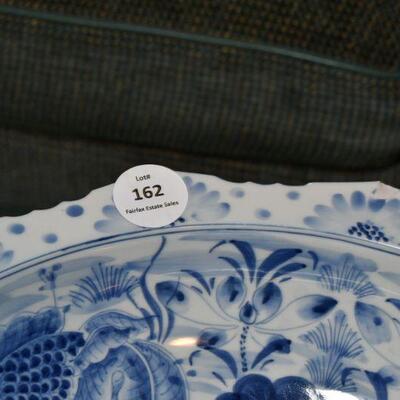 Lot#
162
Fairfax Estate Sales